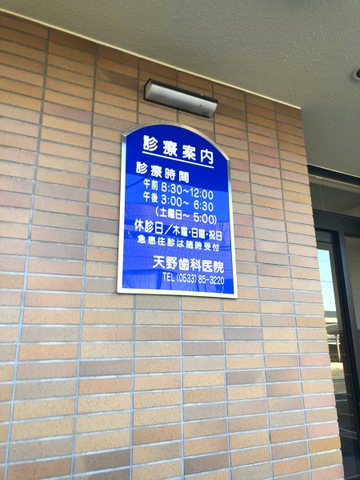 診療案内
診療時間
午前 8:30~12:00
午後 3:00~6:30
(土曜日~5:00)
休診日/木曜·日曜·祝日
急患往診は随時受付
天野歯科医院
TEL(0533)85-3220